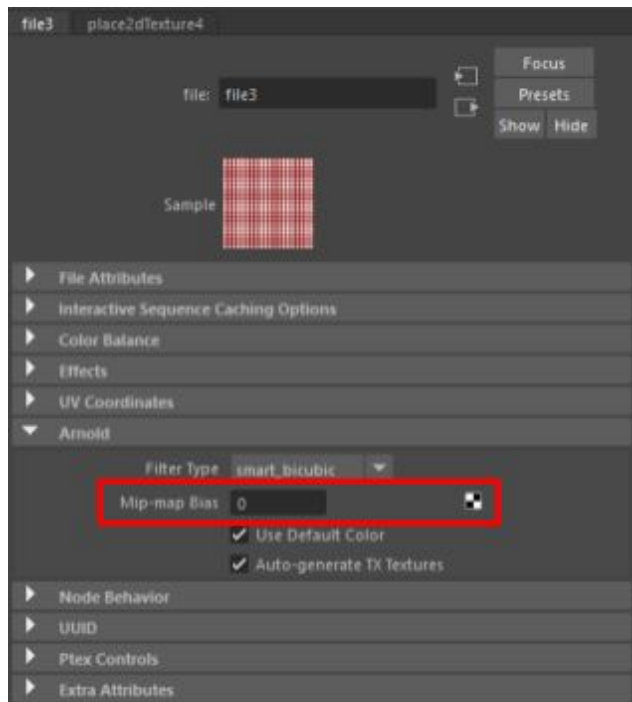 file3 place2dTexture4
Focus
file: file3
Presets
Show Hide
Sample
File Attributes
Interactive Sequence Caching Options
Color Balance
Effects
UV Coordinates
Arnold
Filter Type smart_bicubic
Mip-map Bias 0
Use Default Color
Auto-generate TX Textures
Node Behavior
UUID
Ptex Controls
Extra Attributes